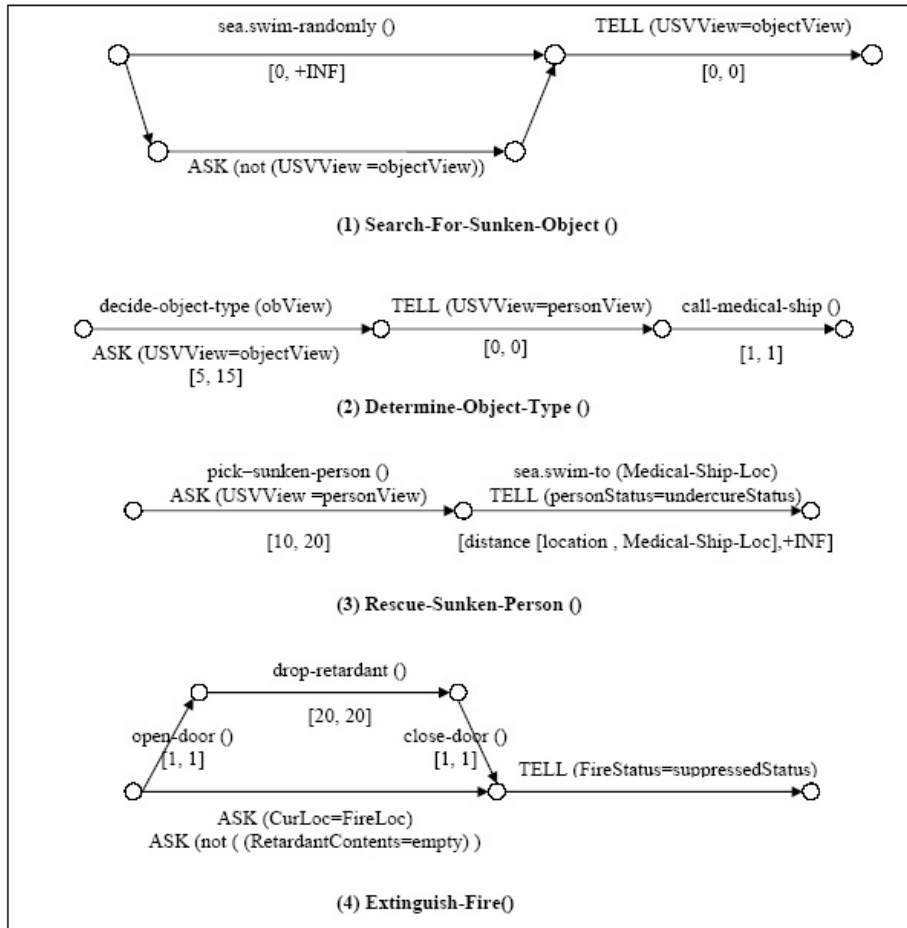 sea.swim-randomly ()
TELL (USVView=objectView)
[0, +INF]
[0, 0]
ASK (not (USVView =objectView))
(1) Search-For-Sunken-Object ()
decide-object-type (obView)
TELL (USVView=personView)
call-medical-ship ()
ASK (USVView=objectView)
[0, 0]
[1, 1]
[5, 15]
(2) Determine-Object-Type ()
pick–sunken-person ()
sea.swim-to (Medical-Ship-Loc)
ASK (USVView =personView)
TELL (personStatus=undercureStatus)
[10, 20]
[distance [location , Medical-Ship-Loc],+INF]
(3) Rescue-Sunken-Person ()
drop-retardant ()
[20, 20]
open-door ()
close-door ()
[1, 1]
[1, 1]
TELL (FireStatus=suppressedStatus)
ASK (CurLoc=FireLoc)
ASK (not ( (RetardantContents=empty) )
(4) Extinguish-Fire()